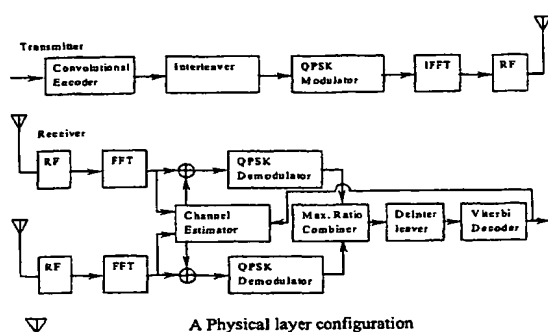 Transmitter
Convolutional
Encoder
Interleaver
QPSK
Modulator
IFFT
RF
Receiver
RF
FFT
QPSK
Demodulator
Channel
Estimator
Max. Ratio
Combiner
DeInter
leaver
Viterbi
Decoder
RF
FFT
QPSK
Demodulator
A Physical layer configuration